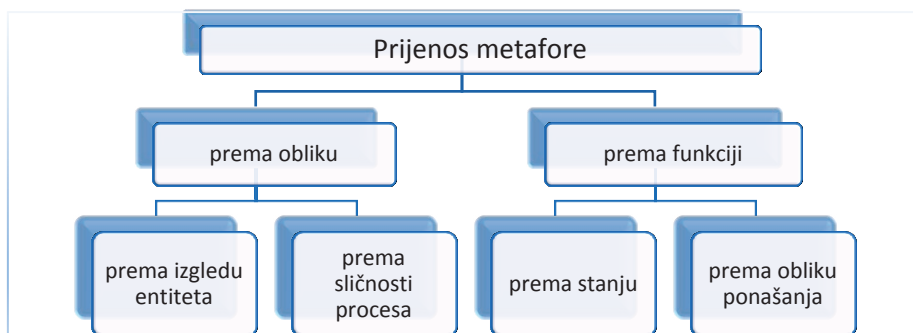 Prijenos metafore
prema obliku
prema funkciji
prema izgledu
entiteta
prema
sličnosti
procesa
prema stanju
prema obliku
ponašanja